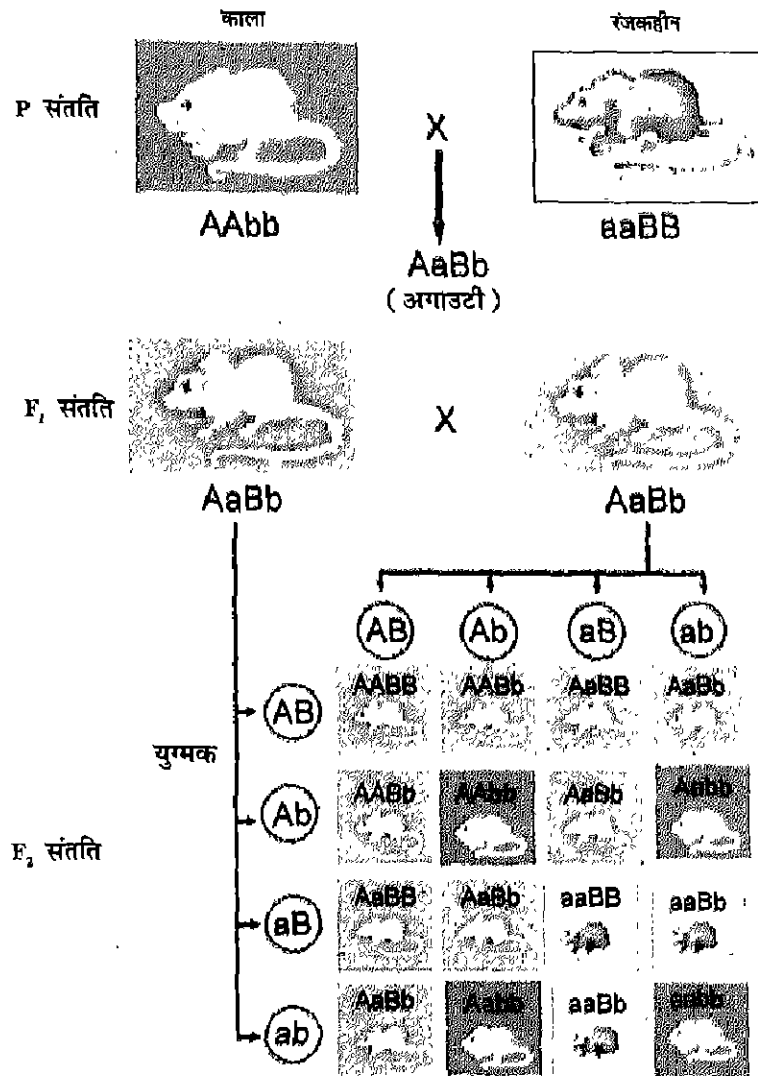 काला रंजकहीन
P संतति X
AAbb aaBB
AaBb
( अगाउटी )
F₁ संतति X
AaBb AaBb
AB Ab aB ab
AABB AABb AaBB AaBb
AB
युग्मक
AABb AAbb AaBb Aabb
Ab
F₂ संतति
AaBB AaBb aaBB aaBb
aB
AaBb Aabb aaBb aabb
ab